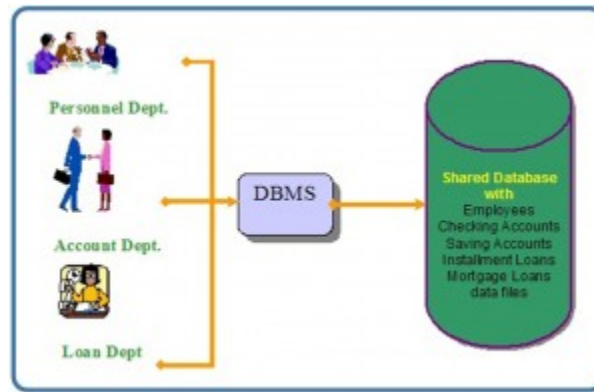 Personnel Dept.
Account Dept.
Loan Dept
DBMS
Shared Database
with
Employees
Checking Accounts
Saving Accounts
Installment Loans
Mortgage Loans
data files